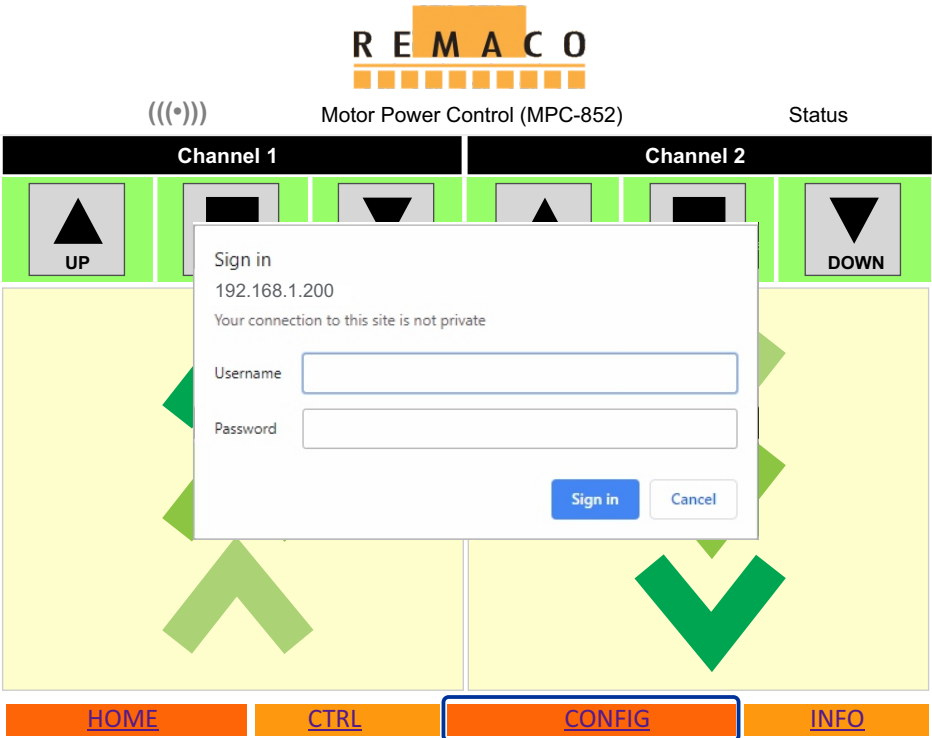 REMACO
(((•))) Motor Power Control (MPC-852) Status
Channel 1 Channel 2
UP DOWN
Sign in
192.168.1.200
Your connection to this site is not private
Username
Password
Sign in Cancel
HOME CTRL CONFIG INFO